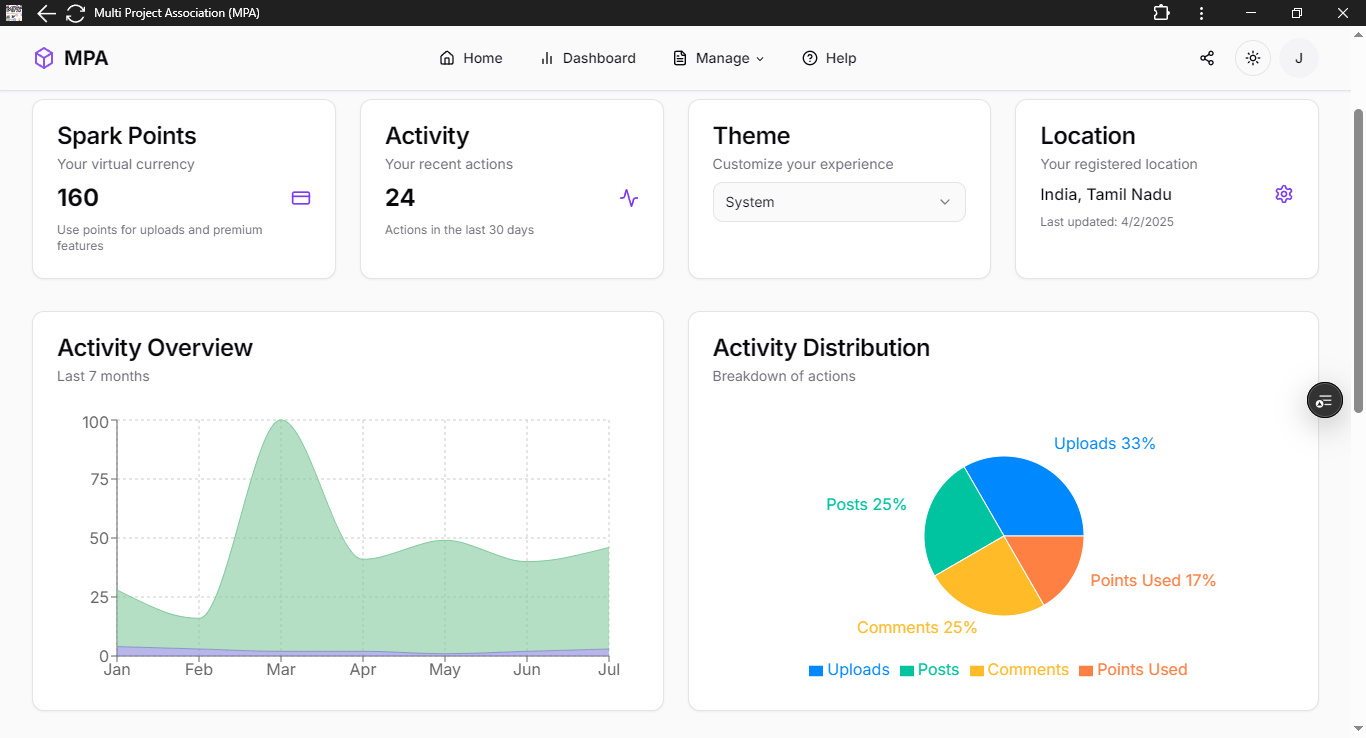 Multi Project Association (MPA)
MPA
Home
Dashboard
Manage
Help
J
Spark Points
Your virtual currency
160
Use points for uploads and premium
features
Activity
Your recent actions
24
Actions in the last 30 days
Theme
Customize your experience
System
Location
Your registered location
India, Tamil Nadu
Last updated: 4/2/2025
Activity Overview
Last 7 months
100
75
50
25
0
Jan Feb Mar Apr May Jun Jul
Activity Distribution
Breakdown of actions
Uploads 33%
Posts 25%
Points Used 17%
Comments 25%
Uploads Posts Comments Points Used